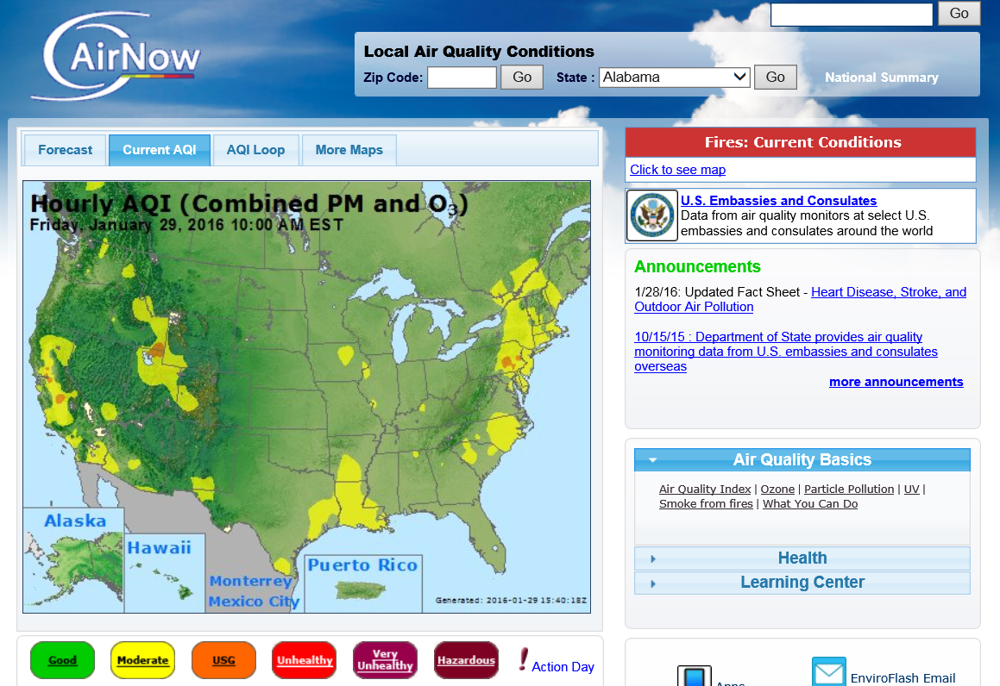 AirNow
Go
Local Air Quality Conditions
Zip Code: Go State : Alabama Go National Summary
Forecast Current AQI AQI Loop More Maps
Hourly AQI (Combined PM and O3)
Friday, January 29, 2016 10:00 AM EST
Alaska
Hawaii
Puerto Rico
Monterrey
Mexico City
Generated: 2016-01-29 15:40:18Z
Good Moderate USG Unhealthy Very Unhealthy Hazardous ! Action Day
Fires: Current Conditions
Click to see map
U.S. Embassies and Consulates
Data from air quality monitors at select U.S.
embassies and consulates around the world
Announcements
1/28/16: Updated Fact Sheet - Heart Disease, Stroke, and
Outdoor Air Pollution
10/15/15 : Department of State provides air quality
monitoring data from U.S. embassies and consulates
overseas
more announcements
Air Quality Basics
Air Quality Index | Ozone | Particle Pollution | UV |
Smoke from fires | What You Can Do
Health
Learning Center
Apps EnviroFlash Email